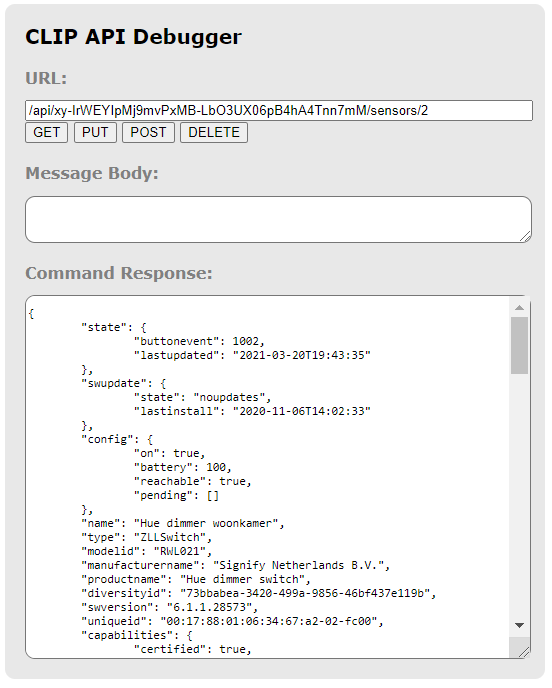 CLIP API Debugger
URL:
/api/xy-IrWEYIpMj9mvPxMB-LbO3UX06pB4hA4Tnn7mM/sensors/2
GET PUT POST DELETE
Message Body:
Command Response:
{
	"state": {
		"buttonevent": 1002,
		"lastupdated": "2021-03-20T19:43:35"
	},
	"swupdate": {
		"state": "noupdates",
		"lastinstall": "2020-11-06T14:02:33"
	},
	"config": {
		"on": true,
		"battery": 100,
		"reachable": true,
		"pending": []
	},
	"name": "Hue dimmer woonkamer",
	"type": "ZLLSwitch",
	"modelid": "RWL021",
	"manufacturername": "Signify Netherlands B.V.",
	"productname": "Hue dimmer switch",
	"diversityid": "73bbabea-3420-499a-9856-46bf437e119b",
	"swversion": "6.1.1.28573",
	"uniqueid": "00:17:88:01:06:34:67:a2-02-fc00",
	"capabilities": {
		"certified": true,